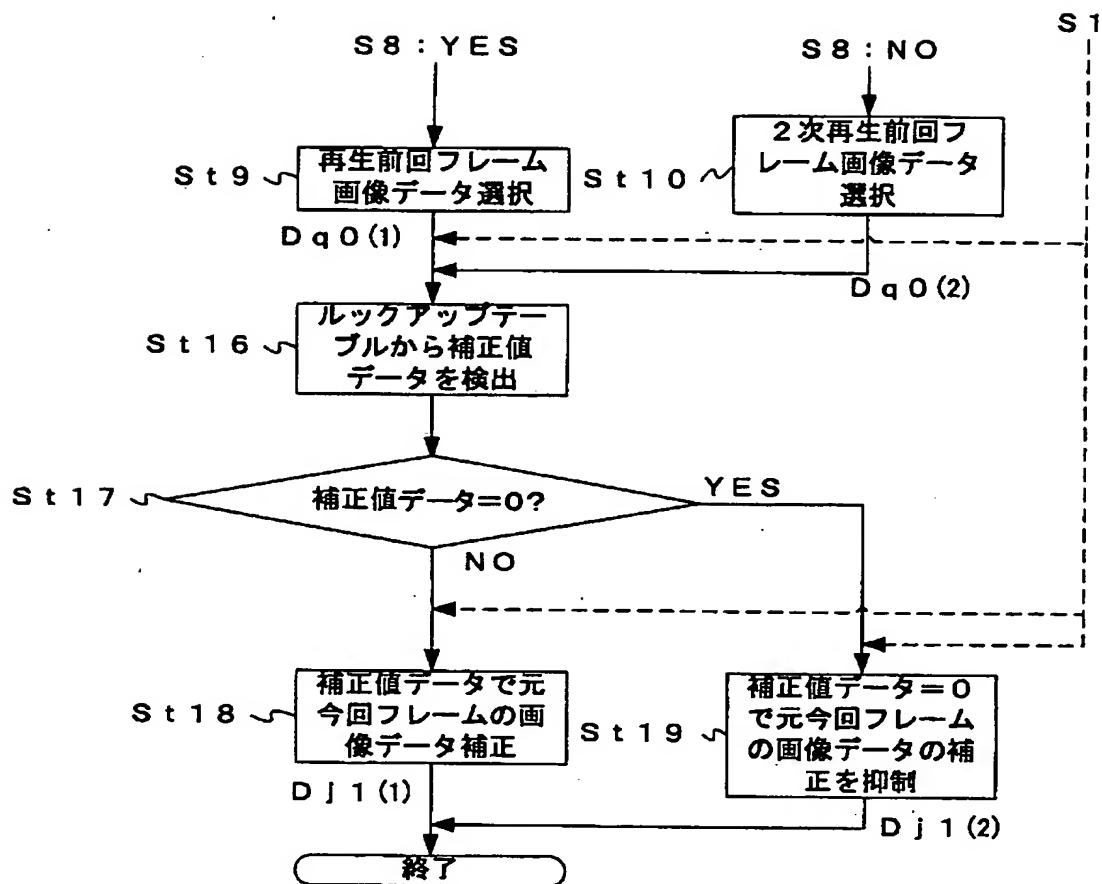 S1
S8:YES
S8:NO
St9
再生前回フレーム
画像データ選択
St10
2次再生前回フ
レーム画像データ
選択
Dq0(1)
Dq0(2)
St16
ルックアップテー
ブルから補正値
データを検出
St17
補正値データ=0?
YES
NO
St18
補正値データで元
今回フレームの画
像データ補正
St19
補正値データ=0
で元今回フレーム
の画像データの補
正を抑制
Dj1(1)
Dj1(2)
終了